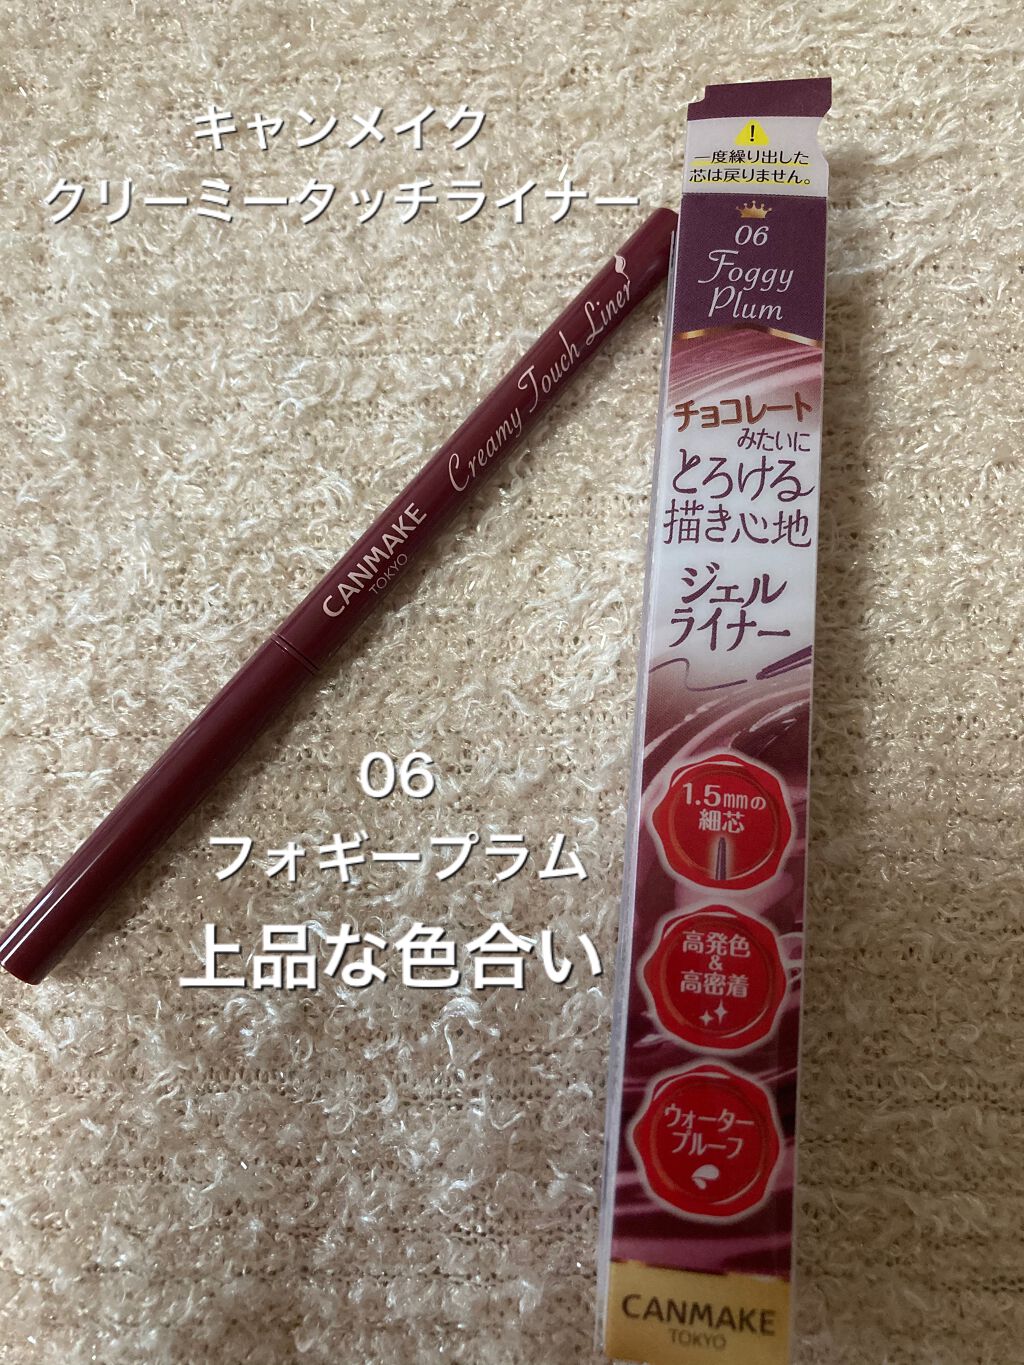 キャンメイク
クリーミータッチライナー
Creamy Touch Liner
CANMAKE
TOKYO
06
フォギープラム
上品な色合い
!
一度繰り出した
芯は戻りません。
06
Foggy
Plum
チョコレート
みたいに
とろける
描き心地
ジェル
ライナー
1.5mmの
細芯
高発色
&
高密着
ウォーター
プルーフ
CANMAKE
TOKYO